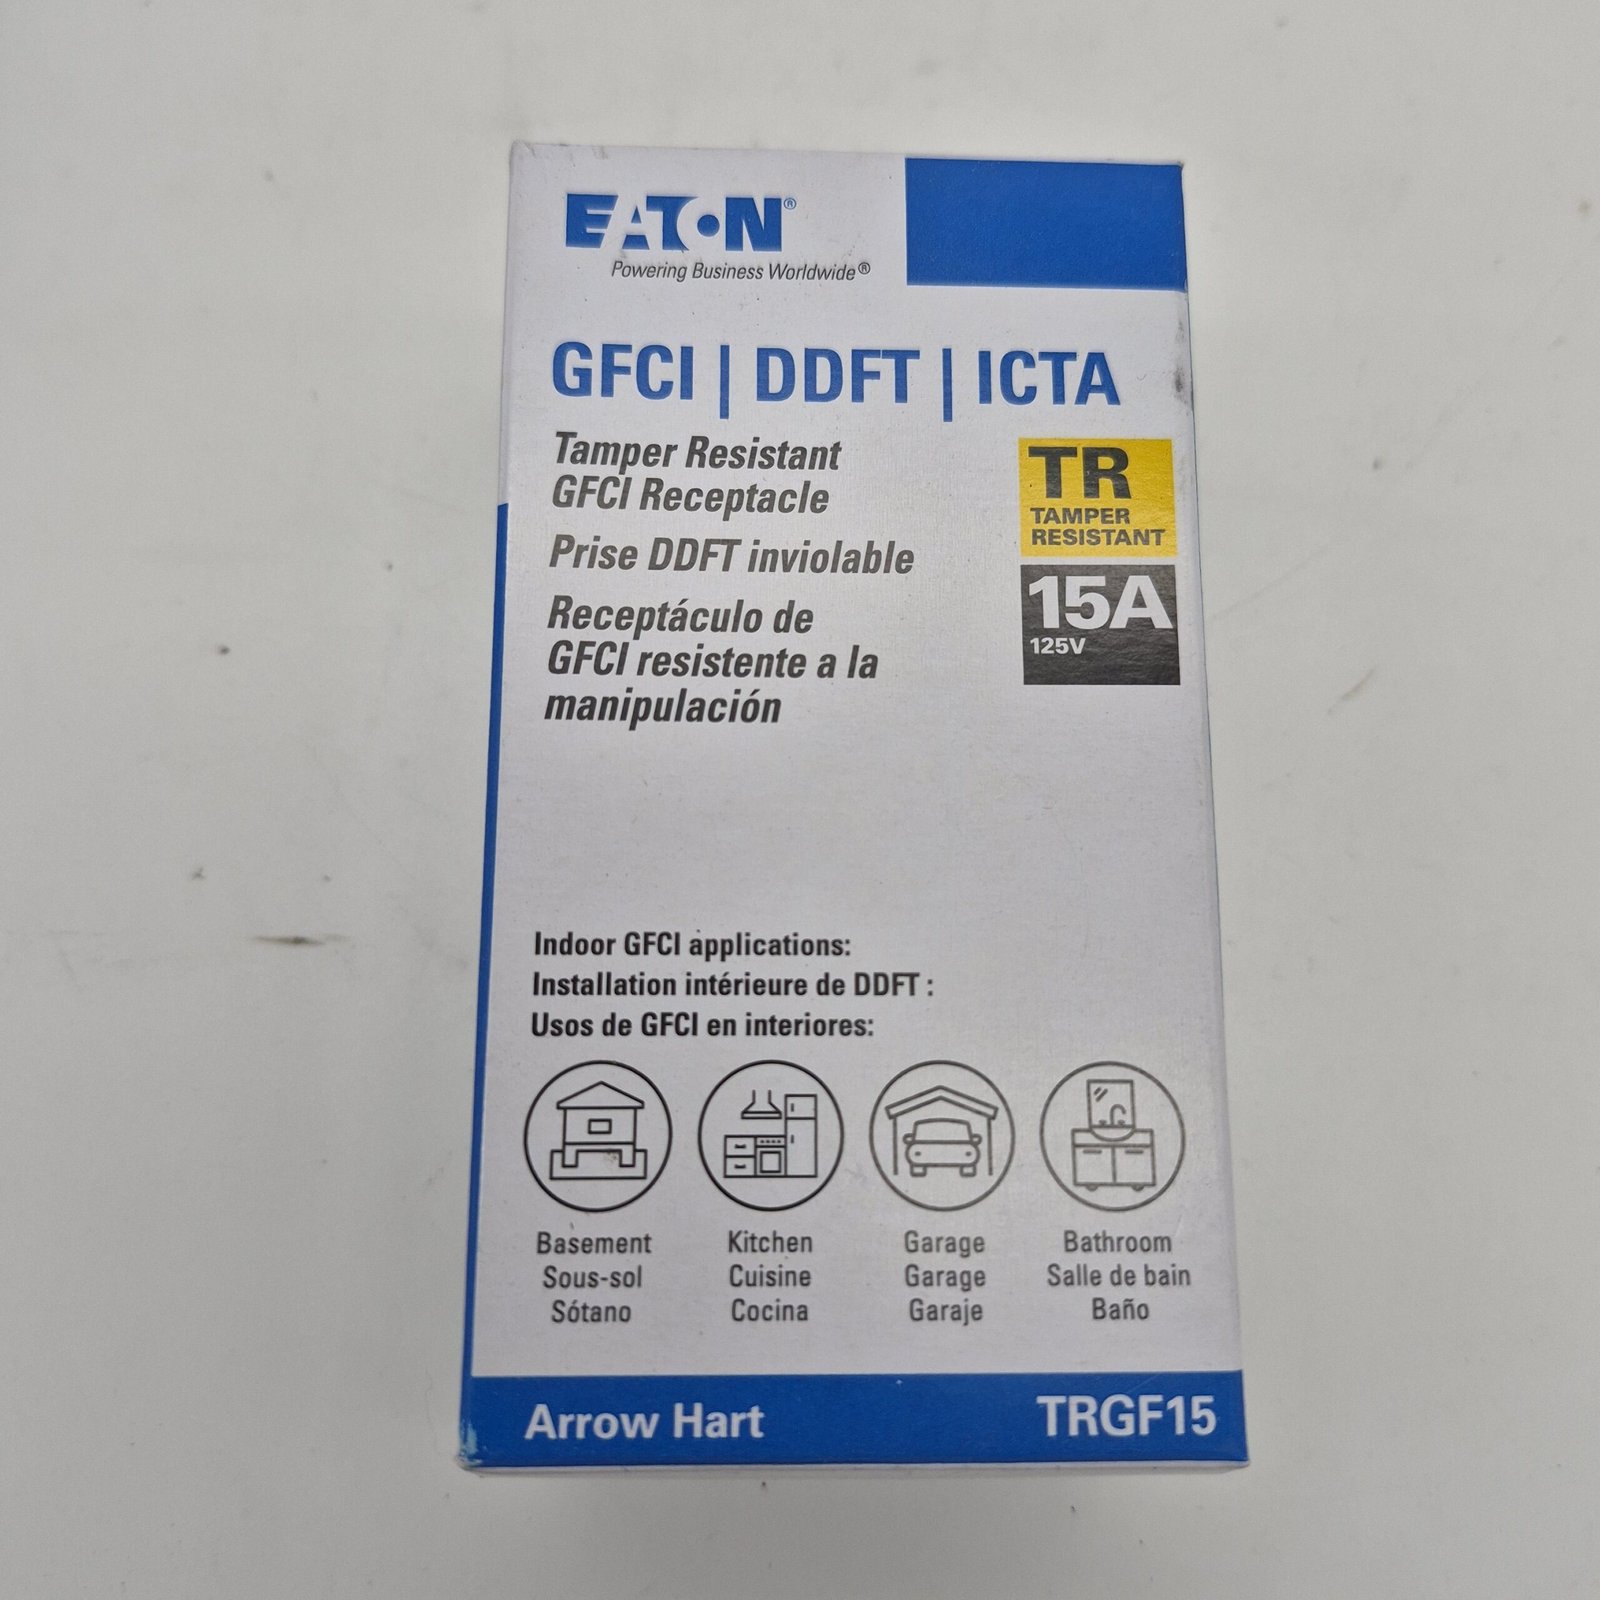 EATON®
Powering Business Worldwide®
GFCI | DDFT | ICTA
Tamper Resistant
GFCI Receptacle
Prise DDFT inviolable
Receptáculo de
GFCI resistente a la
manipulación
TR
TAMPER
RESISTANT
15A
125V
Indoor GFCI applications:
Installation intérieure de DDFT :
Usos de GFCI en interiores:
Basement
Sous-sol
Sótano
Kitchen
Cuisine
Cocina
Garage
Garage
Garaje
Bathroom
Salle de bain
Baño
Arrow Hart
TRGF15